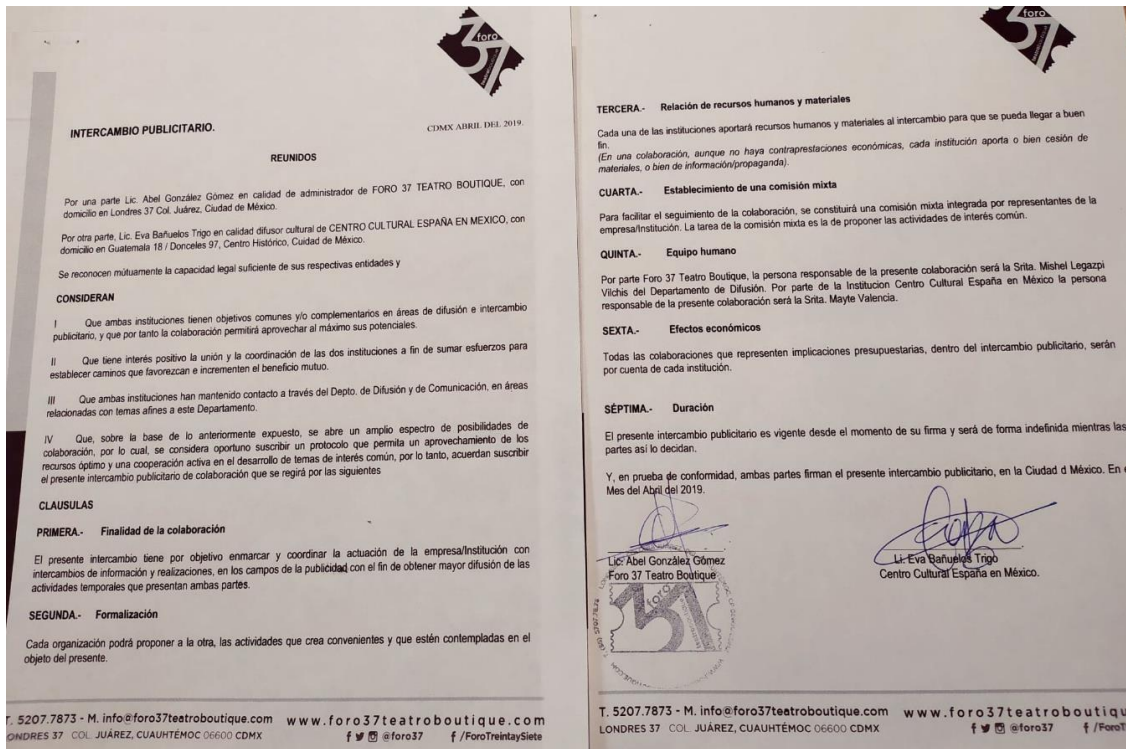 foro
37
INTERCAMBIO PUBLICITARIO.
CDMX ABRIL DEL 2019.
REUNIDOS
Por una parte Lic. Abel González Gómez en calidad de administrador de FORO 37 TEATRO BOUTIQUE, con
domicilio en Londres 37 Col. Juárez, Ciudad de México.
Por otra parte, Lic. Eva Bañuelos Trigo en calidad difusor cultural de CENTRO CULTURAL ESPAÑA EN MEXICO, con
domicilio en Guatemala 18 / Donceles 97, Centro Histórico, Cuidad de México.
Se reconocen mútuamente la capacidad legal suficiente de sus respectivas entidades y
CONSIDERAN
I Que ambas instituciones tienen objetivos comunes y/o complementarios en áreas de difusión e intercambio
publicitario, y que por tanto la colaboración permitirá aprovechar al máximo sus potenciales.
II Que tiene interés positivo la unión y la coordinación de las dos instituciones a fin de sumar esfuerzos para
establecer caminos que favorezcan e incrementen el beneficio mutuo.
III Que ambas instituciones han mantenido contacto a través del Depto. de Difusión y de Comunicación, en áreas
relacionadas con temas afines a este Departamento.
IV Que, sobre la base de lo anteriormente expuesto, se abre un amplio espectro de posibilidades de
colaboración, por lo cual, se considera oportuno suscribir un protocolo que permita un aprovechamiento de los
recursos óptimo y una cooperación activa en el desarrollo de temas de interés común, por lo tanto, acuerdan suscribir
el presente intercambio publicitario de colaboración que se regirá por las siguientes
CLAUSULAS
PRIMERA.- Finalidad de la colaboración
El presente intercambio tiene por objetivo enmarcar y coordinar la actuación de la empresa/Institución con
intercambios de información y realizaciones, en los campos de la publicidad con el fin de obtener mayor difusión de las
actividades temporales que presentan ambas partes.
SEGUNDA.- Formalización
Cada organización podrá proponer a la otra, las actividades que crea convenientes y que estén contempladas en el
objeto del presente.
T. 5207.7873 - M. info@foro37teatroboutique.com www.foro37teatroboutique.com
ONDRES 37 COL. JUÁREZ, CUAUHTÉMOC 06600 CDMX @foro37 /ForoTreintaySiete
foro
37
TERCERA.- Relación de recursos humanos y materiales
Cada una de las instituciones aportará recursos humanos y materiales al intercambio para que se pueda llegar a buen
fin.
(En una colaboración, aunque no haya contraprestaciones económicas, cada institución aporta o bien cesión de
materiales, o bien de información/propaganda).
CUARTA.- Establecimiento de una comisión mixta
Para facilitar el seguimiento de la colaboración, se constituirá una comisión mixta integrada por representantes de la
empresa/Institución. La tarea de la comisión mixta es la de proponer las actividades de interés común.
QUINTA.- Equipo humano
Por parte Foro 37 Teatro Boutique, la persona responsable de la presente colaboración será la Srita. Mishel Legazpi
Vilchis del Departamento de Difusión. Por parte de la Institucion Centro Cultural España en México la persona
responsable de la presente colaboración será la Srita. Mayte Valencia.
SEXTA.- Efectos económicos
Todas las colaboraciones que representen implicaciones presupuestarias, dentro del intercambio publicitario, serán
por cuenta de cada institución.
SÉPTIMA.- Duración
El presente intercambio publicitario es vigente desde el momento de su firma y será de forma indefinida mientras las
partes así lo decidan.
Y, en prueba de conformidad, ambas partes firman el presente intercambio publicitario, en la Ciudad d México. En e
Mes del Abril del 2019.
Lic. Abel González Gómez
Foro 37 Teatro Boutique
Li. Eva Bañuelos Trigo
Centro Cultural España en México.
foro
37
T. 5207.7873 - M. info@foro37teatroboutique.com www.foro37teatroboutiqu
LONDRES 37 COL. JUÁREZ, CUAUHTÉMOC 06600 CDMX @foro37 /ForoT